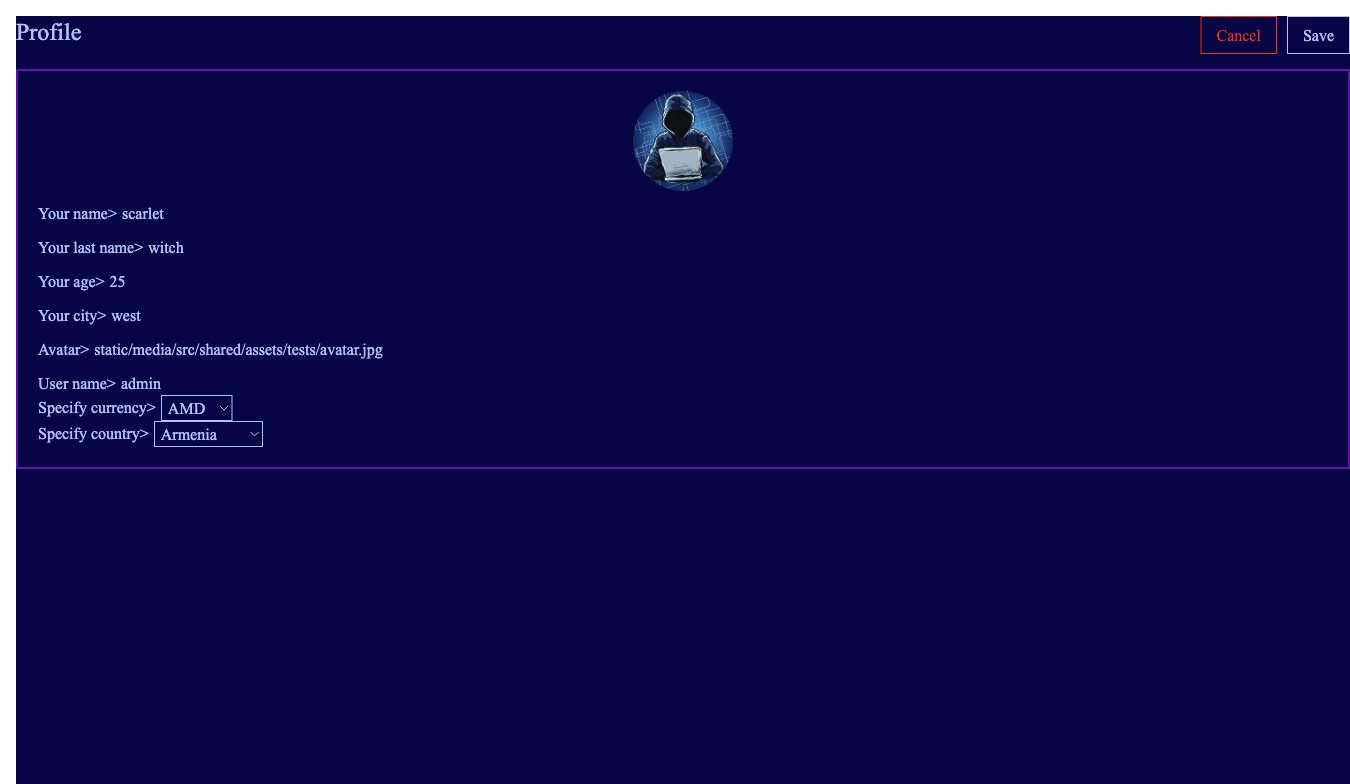 Profile
Cancel
Save
Your name> scarlet
Your last name> witch
Your age> 25
Your city> west
Avatar> static/media/src/shared/assets/tests/avatar.jpg
User name> admin
Specify currency> AMD
Specify country> Armenia